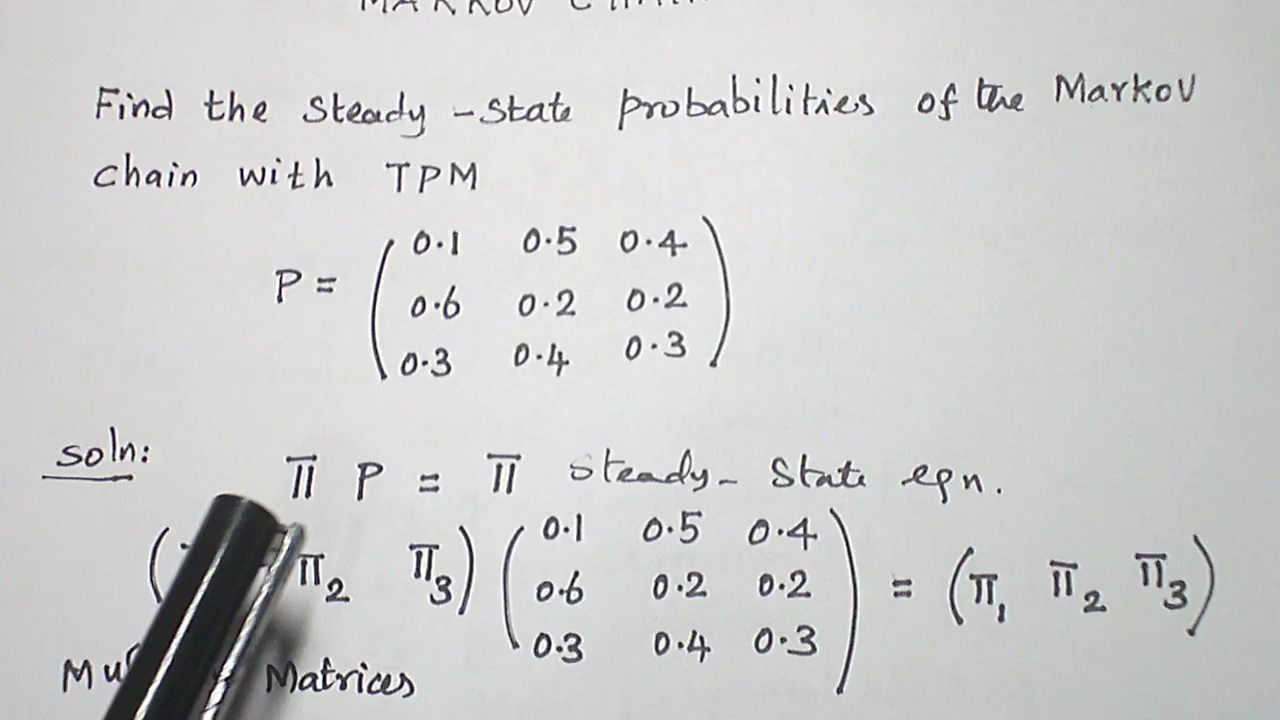 Find the Steady-State probabilities of the Markov
chain with TPM
P = ( 0.1 0.5 0.4
0.6 0.2 0.2
0.3 0.4 0.3 )
soln:
π P = π steady-State eqn.
( π2 π3 ) ( 0.1 0.5 0.4
0.6 0.2 0.2
0.3 0.4 0.3 ) = ( π1 π2 π3 )
Matrices